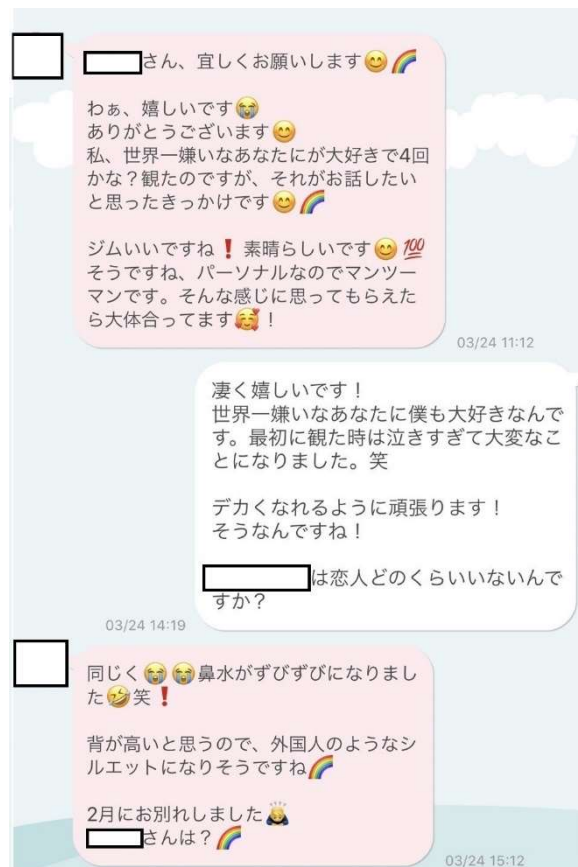 さん、宜しくお願いします😊🌈
わぁ、嬉しいです😭
ありがとうございます😊
私、世界一嫌いなあなたにが大好きで4回
かな?観たのですが、それがお話したい
と思ったきっかけです😊🌈
ジムいいですね❗素晴らしいです😊💯
そうですね、パーソナルなのでマンツー
マンです。そんな感じに思ってもらえた
ら大体合ってます🥰!
03/24 11:12
凄く嬉しいです!
世界一嫌いなあなたに僕も大好きなんで
す。最初に観た時は泣きすぎて大変なこ
とになりました。笑
デカくなれるように頑張ります!
そうなんですね!
は恋人どのくらいいないんで
すか?
03/24 14:19
同じく😭😭鼻水がずびずびになりまし
た🤣笑❗
背が高いと思うので、外国人のようなシ
ルエットになりそうですね🌈
2月にお別れしました🙇
さんは?🌈
03/24 15:12